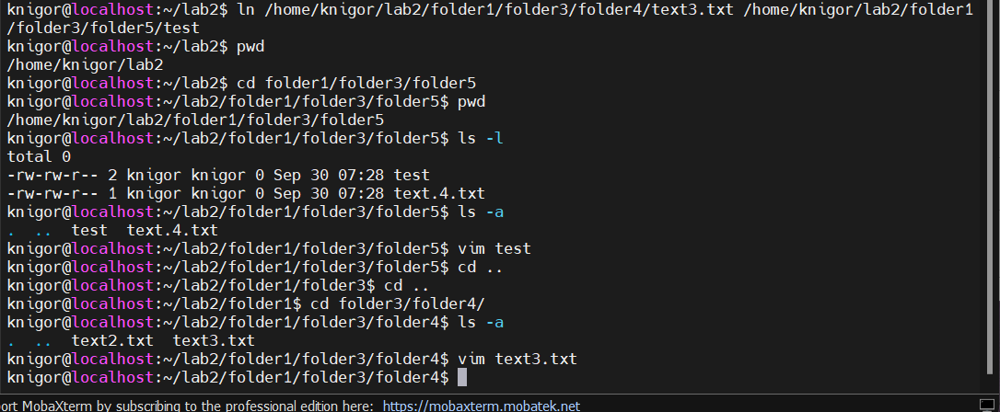 knigor@localhost:~/lab2$ ln /home/knigor/lab2/folder1/folder3/folder4/text3.txt /home/knigor/lab2/folder1
/folder3/folder5/test
knigor@localhost:~/lab2$ pwd
/home/knigor/lab2
knigor@localhost:~/lab2$ cd folder1/folder3/folder5
knigor@localhost:~/lab2/folder1/folder3/folder5$ pwd
/home/knigor/lab2/folder1/folder3/folder5
knigor@localhost:~/lab2/folder1/folder3/folder5$ ls -l
total 0
-rw-rw-r-- 2 knigor knigor 0 Sep 30 07:28 test
-rw-rw-r-- 1 knigor knigor 0 Sep 30 07:28 text.4.txt
knigor@localhost:~/lab2/folder1/folder3/folder5$ ls -a
.  ..  test  text.4.txt
knigor@localhost:~/lab2/folder1/folder3/folder5$ vim test
knigor@localhost:~/lab2/folder1/folder3/folder5$ cd ..
knigor@localhost:~/lab2/folder1/folder3$ cd ..
knigor@localhost:~/lab2/folder1$ cd folder3/folder4/
knigor@localhost:~/lab2/folder1/folder3/folder4$ ls -a
.  ..  text2.txt  text3.txt
knigor@localhost:~/lab2/folder1/folder3/folder4$ vim text3.txt
knigor@localhost:~/lab2/folder1/folder3/folder4$
ort MobaXterm by subscribing to the professional edition here: https://mobaxterm.mobatek.net